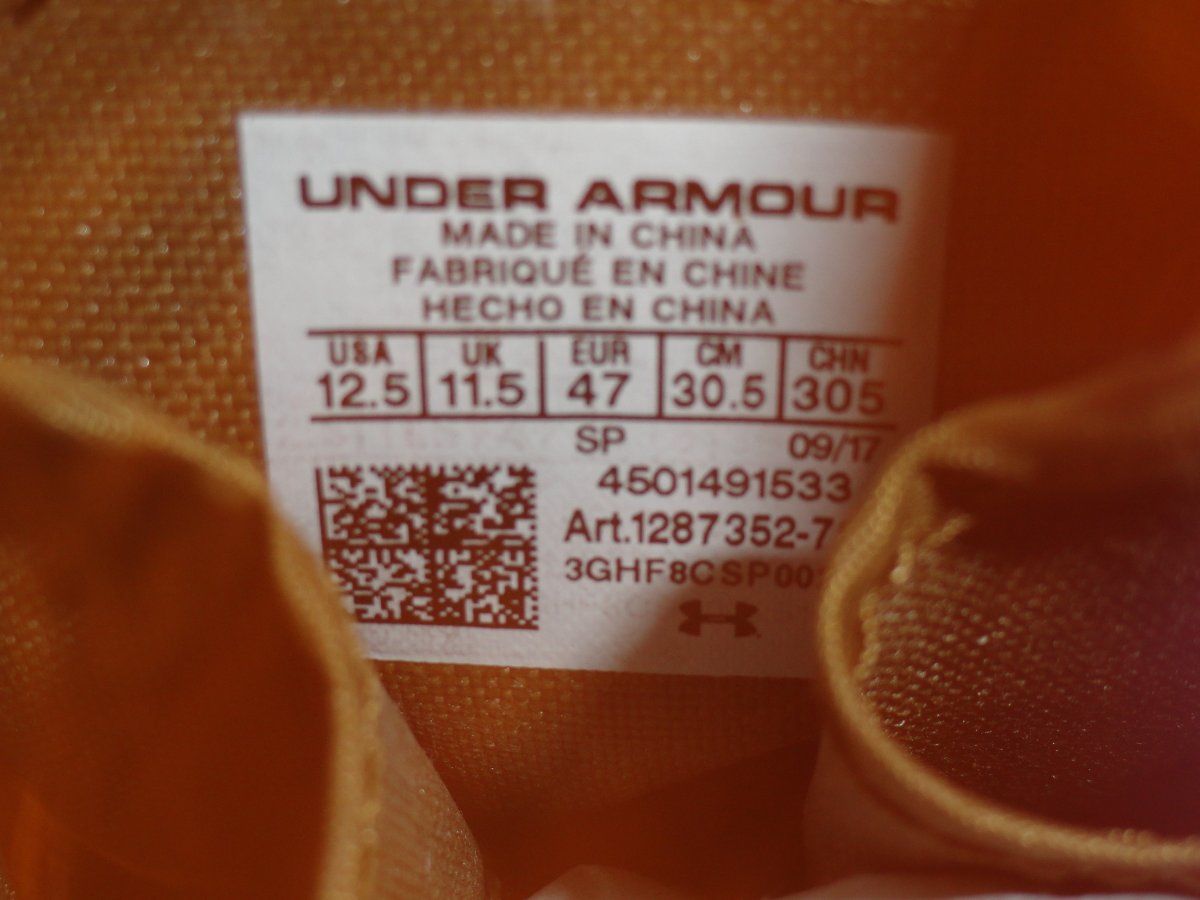 UNDER ARMOUR
MADE IN CHINA
FABRIQUÉ EN CHINE
HECHO EN CHINA
USA UK EUR CM CHN
12.5 11.5 47 30.5 305
SP 09/17
4501491533
Art.1287352-7
3GHF8CSP00